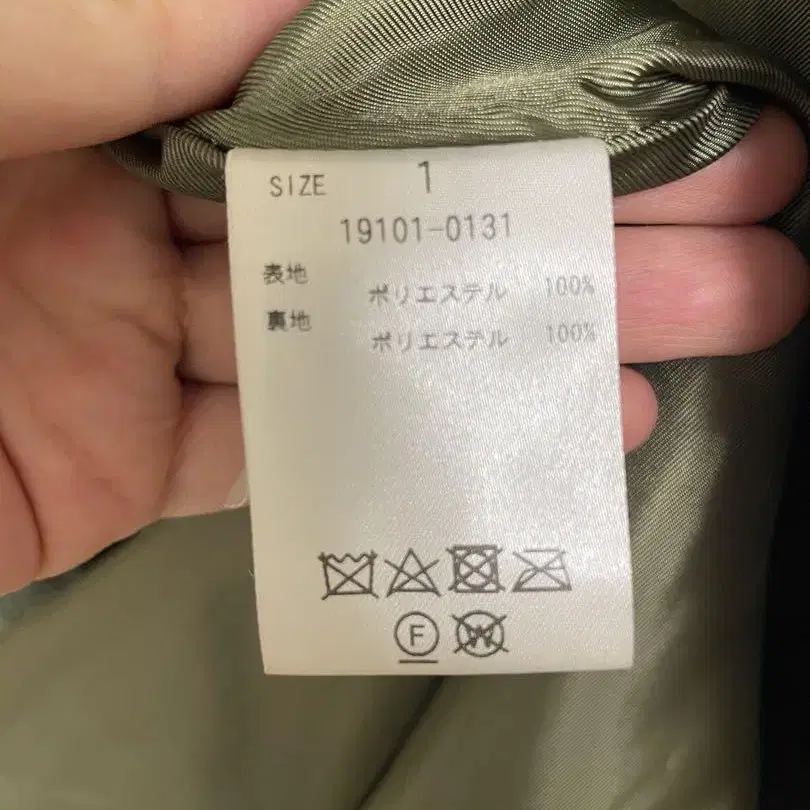 SIZE 1
19101-0131
表地 ポリエステル 100%
裏地 ポリエステル 100%
F W